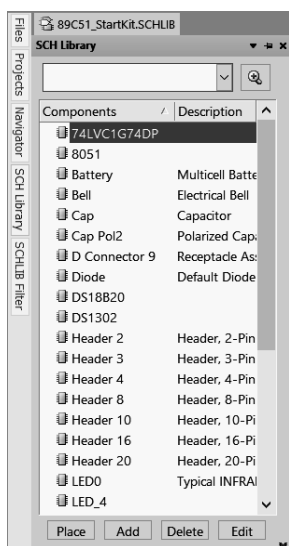 89C51_StartKit.SCHLIB
SCH Library
Files
Projects
Navigator
SCH Library
SCHLIB Filter
Components / Description
74LVC1G74DP
8051
Battery Multicell Batte
Bell Electrical Bell
Cap Capacitor
Cap Pol2 Polarized Capa
D Connector 9 Receptacle Ass
Diode Default Diode
DS18B20
DS1302
Header 2 Header, 2-Pin
Header 3 Header, 3-Pin
Header 4 Header, 4-Pin
Header 8 Header, 8-Pin
Header 10 Header, 10-Pi
Header 16 Header, 16-Pi
Header 20 Header, 20-Pi
LED0 Typical INFRAI
LED_4
Place Add Delete Edit